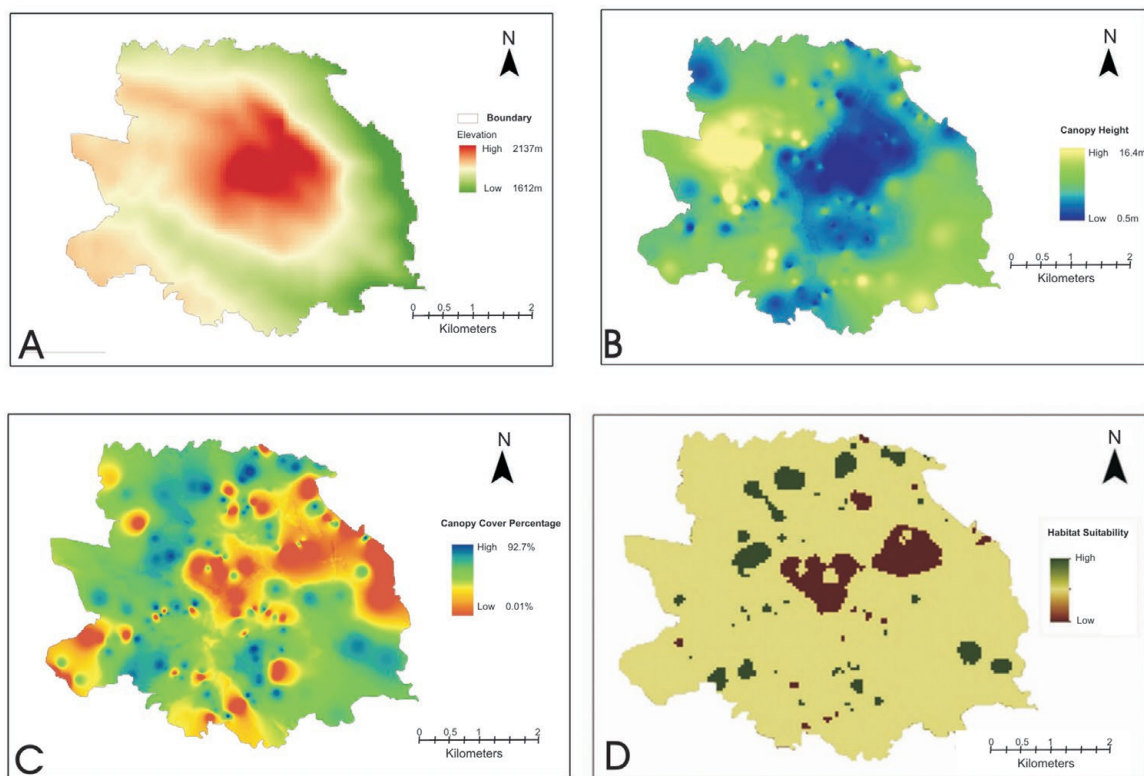 N
Boundary
Elevation
High 2137m
Low 1612m
0 0,5 1 2
Kilometers
A
N
Canopy Height
High 16.4m
Low 0.5m
0 0.5 1 2
Kilometers
B
N
Canopy Cover Percentage
High 92.7%
Low 0.01%
0 0.5 1 2
Kilometers
C
N
Habitat Suitability
High
Low
0 0,5 1 2
Kilometers
D